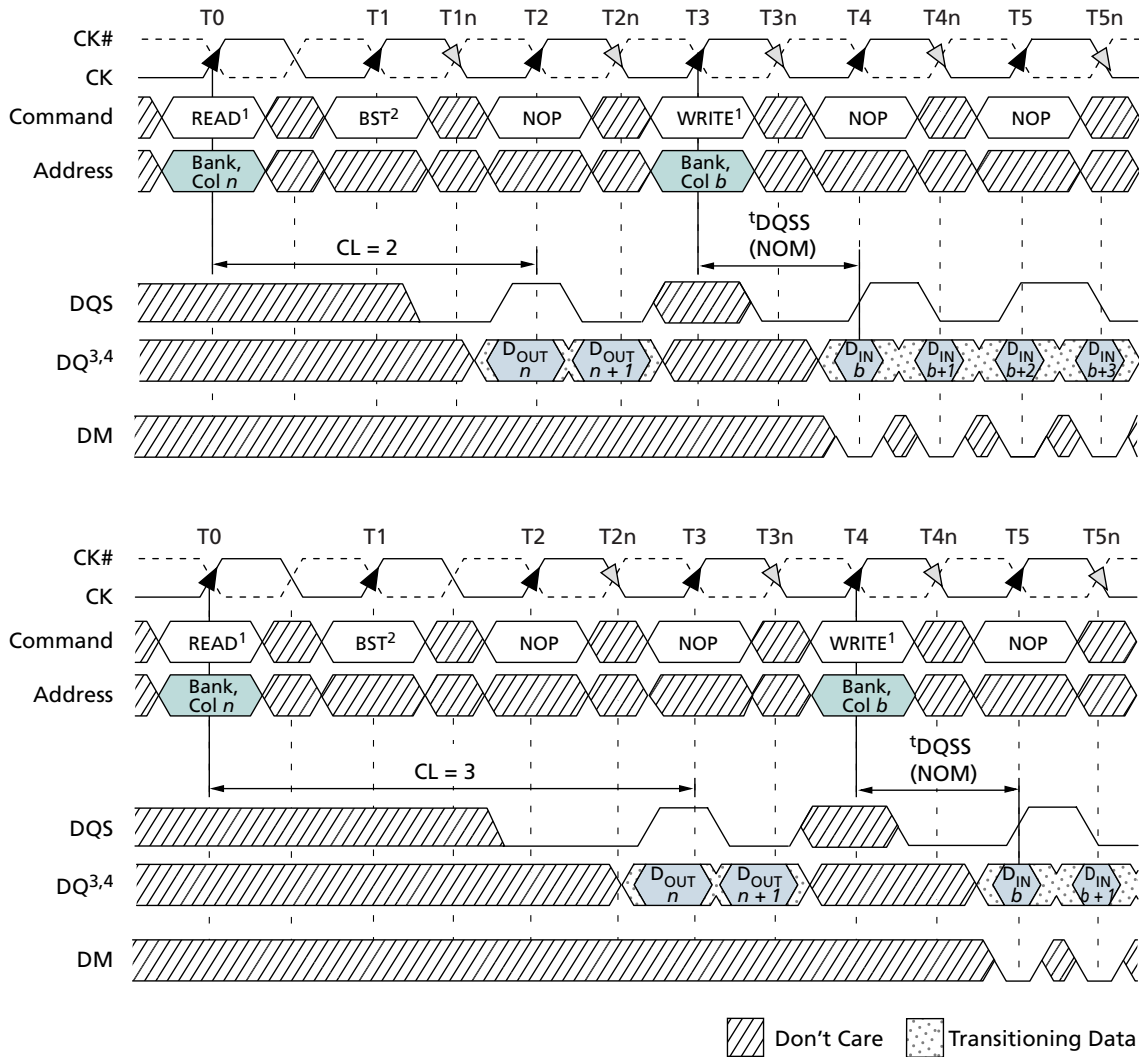 T0 T1 T1n T2 T2n T3 T3n T4 T4n T5 T5n
CK#
CK
Command READ1 BST2 NOP WRITE1 NOP NOP
Address Bank, Col n Bank, Col b
CL = 2
tDQSS
(NOM)
DQS
DQ3,4 DOUT n DOUT n + 1 DIN b DIN b+1 DIN b+2 DIN b+3
DM
T0 T1 T2 T2n T3 T3n T4 T4n T5 T5n
CK#
CK
Command READ1 BST2 NOP NOP WRITE1 NOP
Address Bank, Col n Bank, Col b
CL = 3
tDQSS
(NOM)
DQS
DQ3,4 DOUT n DOUT n + 1 DIN b DIN b + 1
DM
Don't Care Transitioning Data